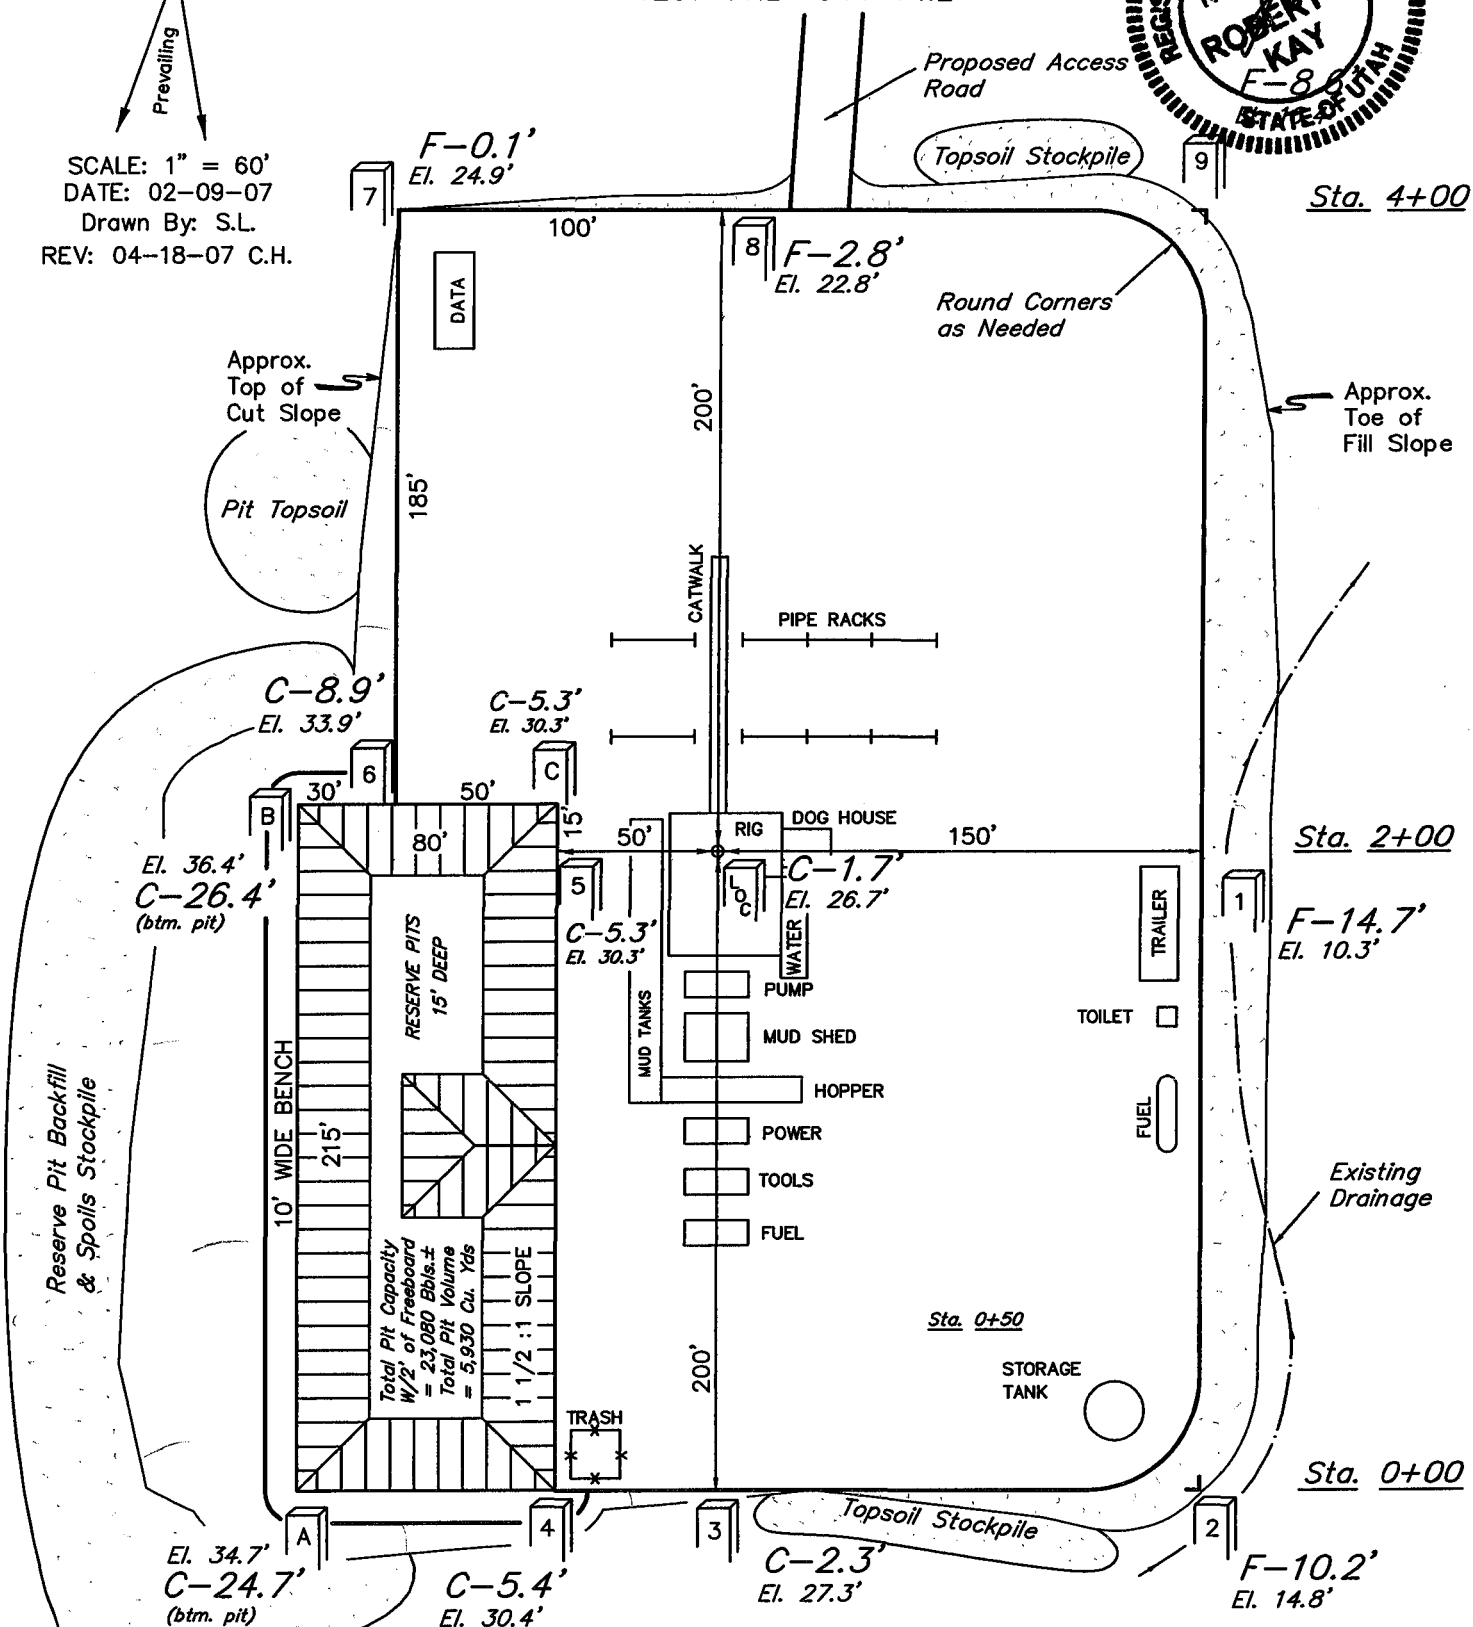 Prevailing
SCALE: 1" = 60'
DATE: 02-09-07
Drawn By: S.L.
REV: 04-18-07 C.H.
Proposed Access
Road
ROBERT
KAY
STATE OF UTAH
Topsoil Stockpile
9
Sta. 4+00
F-0.1'
El. 24.9'
7
100'
8
F-2.8'
El. 22.8'
Round Corners
as Needed
DATA
Approx.
Top of
Cut Slope
Approx.
Toe of
Fill Slope
200'
185'
Pit Topsoil
CATWALK
PIPE RACKS
C-8.9'
El. 33.9'
C-5.3'
El. 30.3'
6
C
B
30'
50'
15'
80'
50'
RIG
DOG HOUSE
150'
Sta. 2+00
El. 36.4'
C-26.4'
(btm. pit)
5
C-5.3'
El. 30.3'
LOC
C-1.7'
El. 26.7'
WATER
TRAILER
1
F-14.7'
El. 10.3'
RESERVE PITS
15' DEEP
MUD TANKS
PUMP
MUD SHED
HOPPER
POWER
TOOLS
FUEL
TOILET
FUEL
Existing
Drainage
10' WIDE BENCH
215'
Reserve Pit Backfill
& Spoils Stockpile
Total Pit Capacity
W/2' of Freeboard
= 23,080 Bbls.±
Total Pit Volume
= 5,930 Cu. Yds
1 1/2 :1 SLOPE
200'
Sta. 0+50
STORAGE
TANK
TRASH
Sta. 0+00
A
4
3
Topsoil Stockpile
2
El. 34.7'
C-24.7'
(btm. pit)
C-5.4'
El. 30.4'
C-2.3'
El. 27.3'
F-10.2'
El. 14.8'